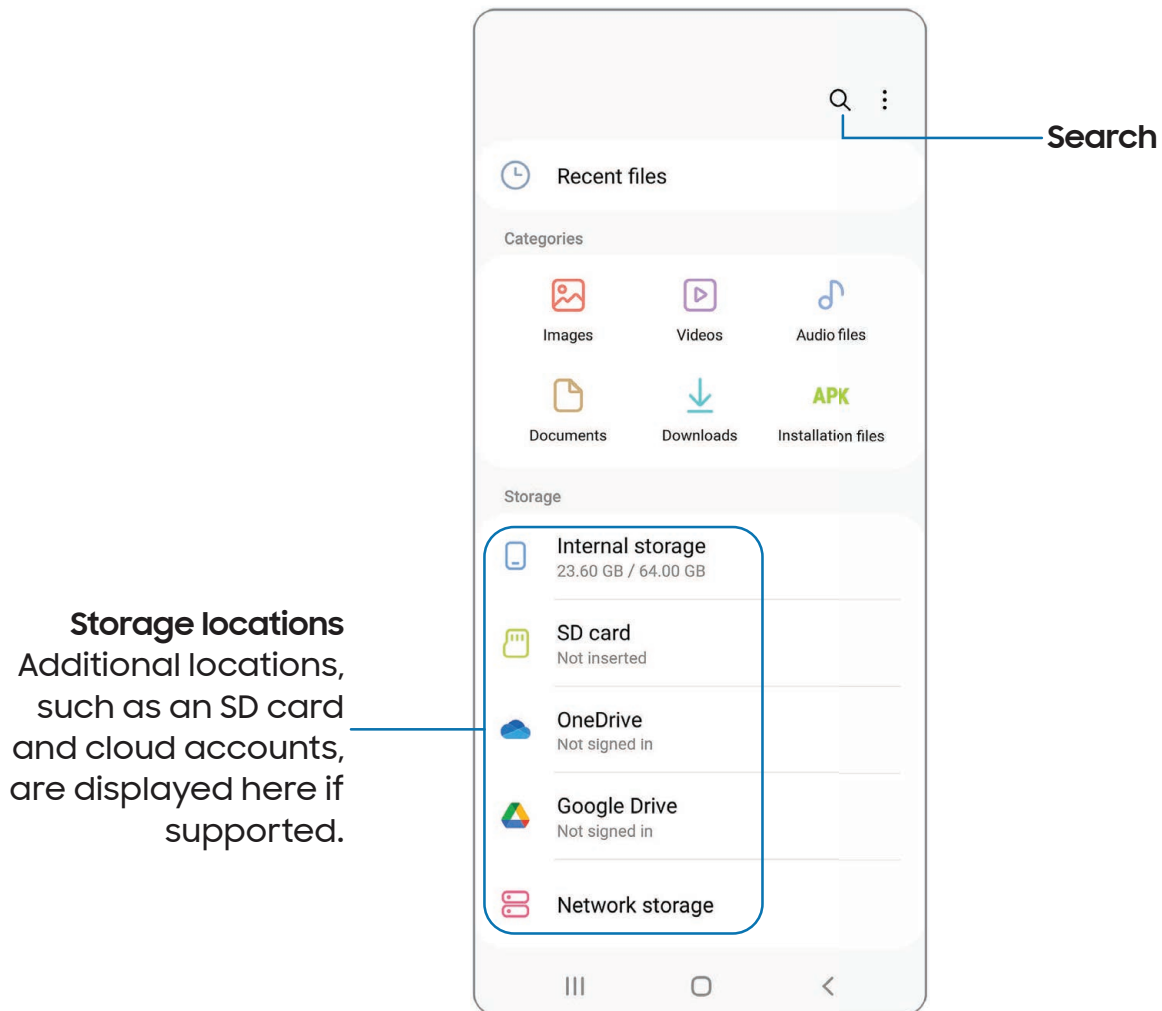 Search
Recent files
Categories
Images Videos Audio files
APK
Documents Downloads Installation files
Storage
Internal storage
23.60 GB / 64.00 GB
SD card
Not inserted
OneDrive
Not signed in
Google Drive
Not signed in
Network storage
Storage locations
Additional locations,
such as an SD card
and cloud accounts,
are displayed here if
supported.